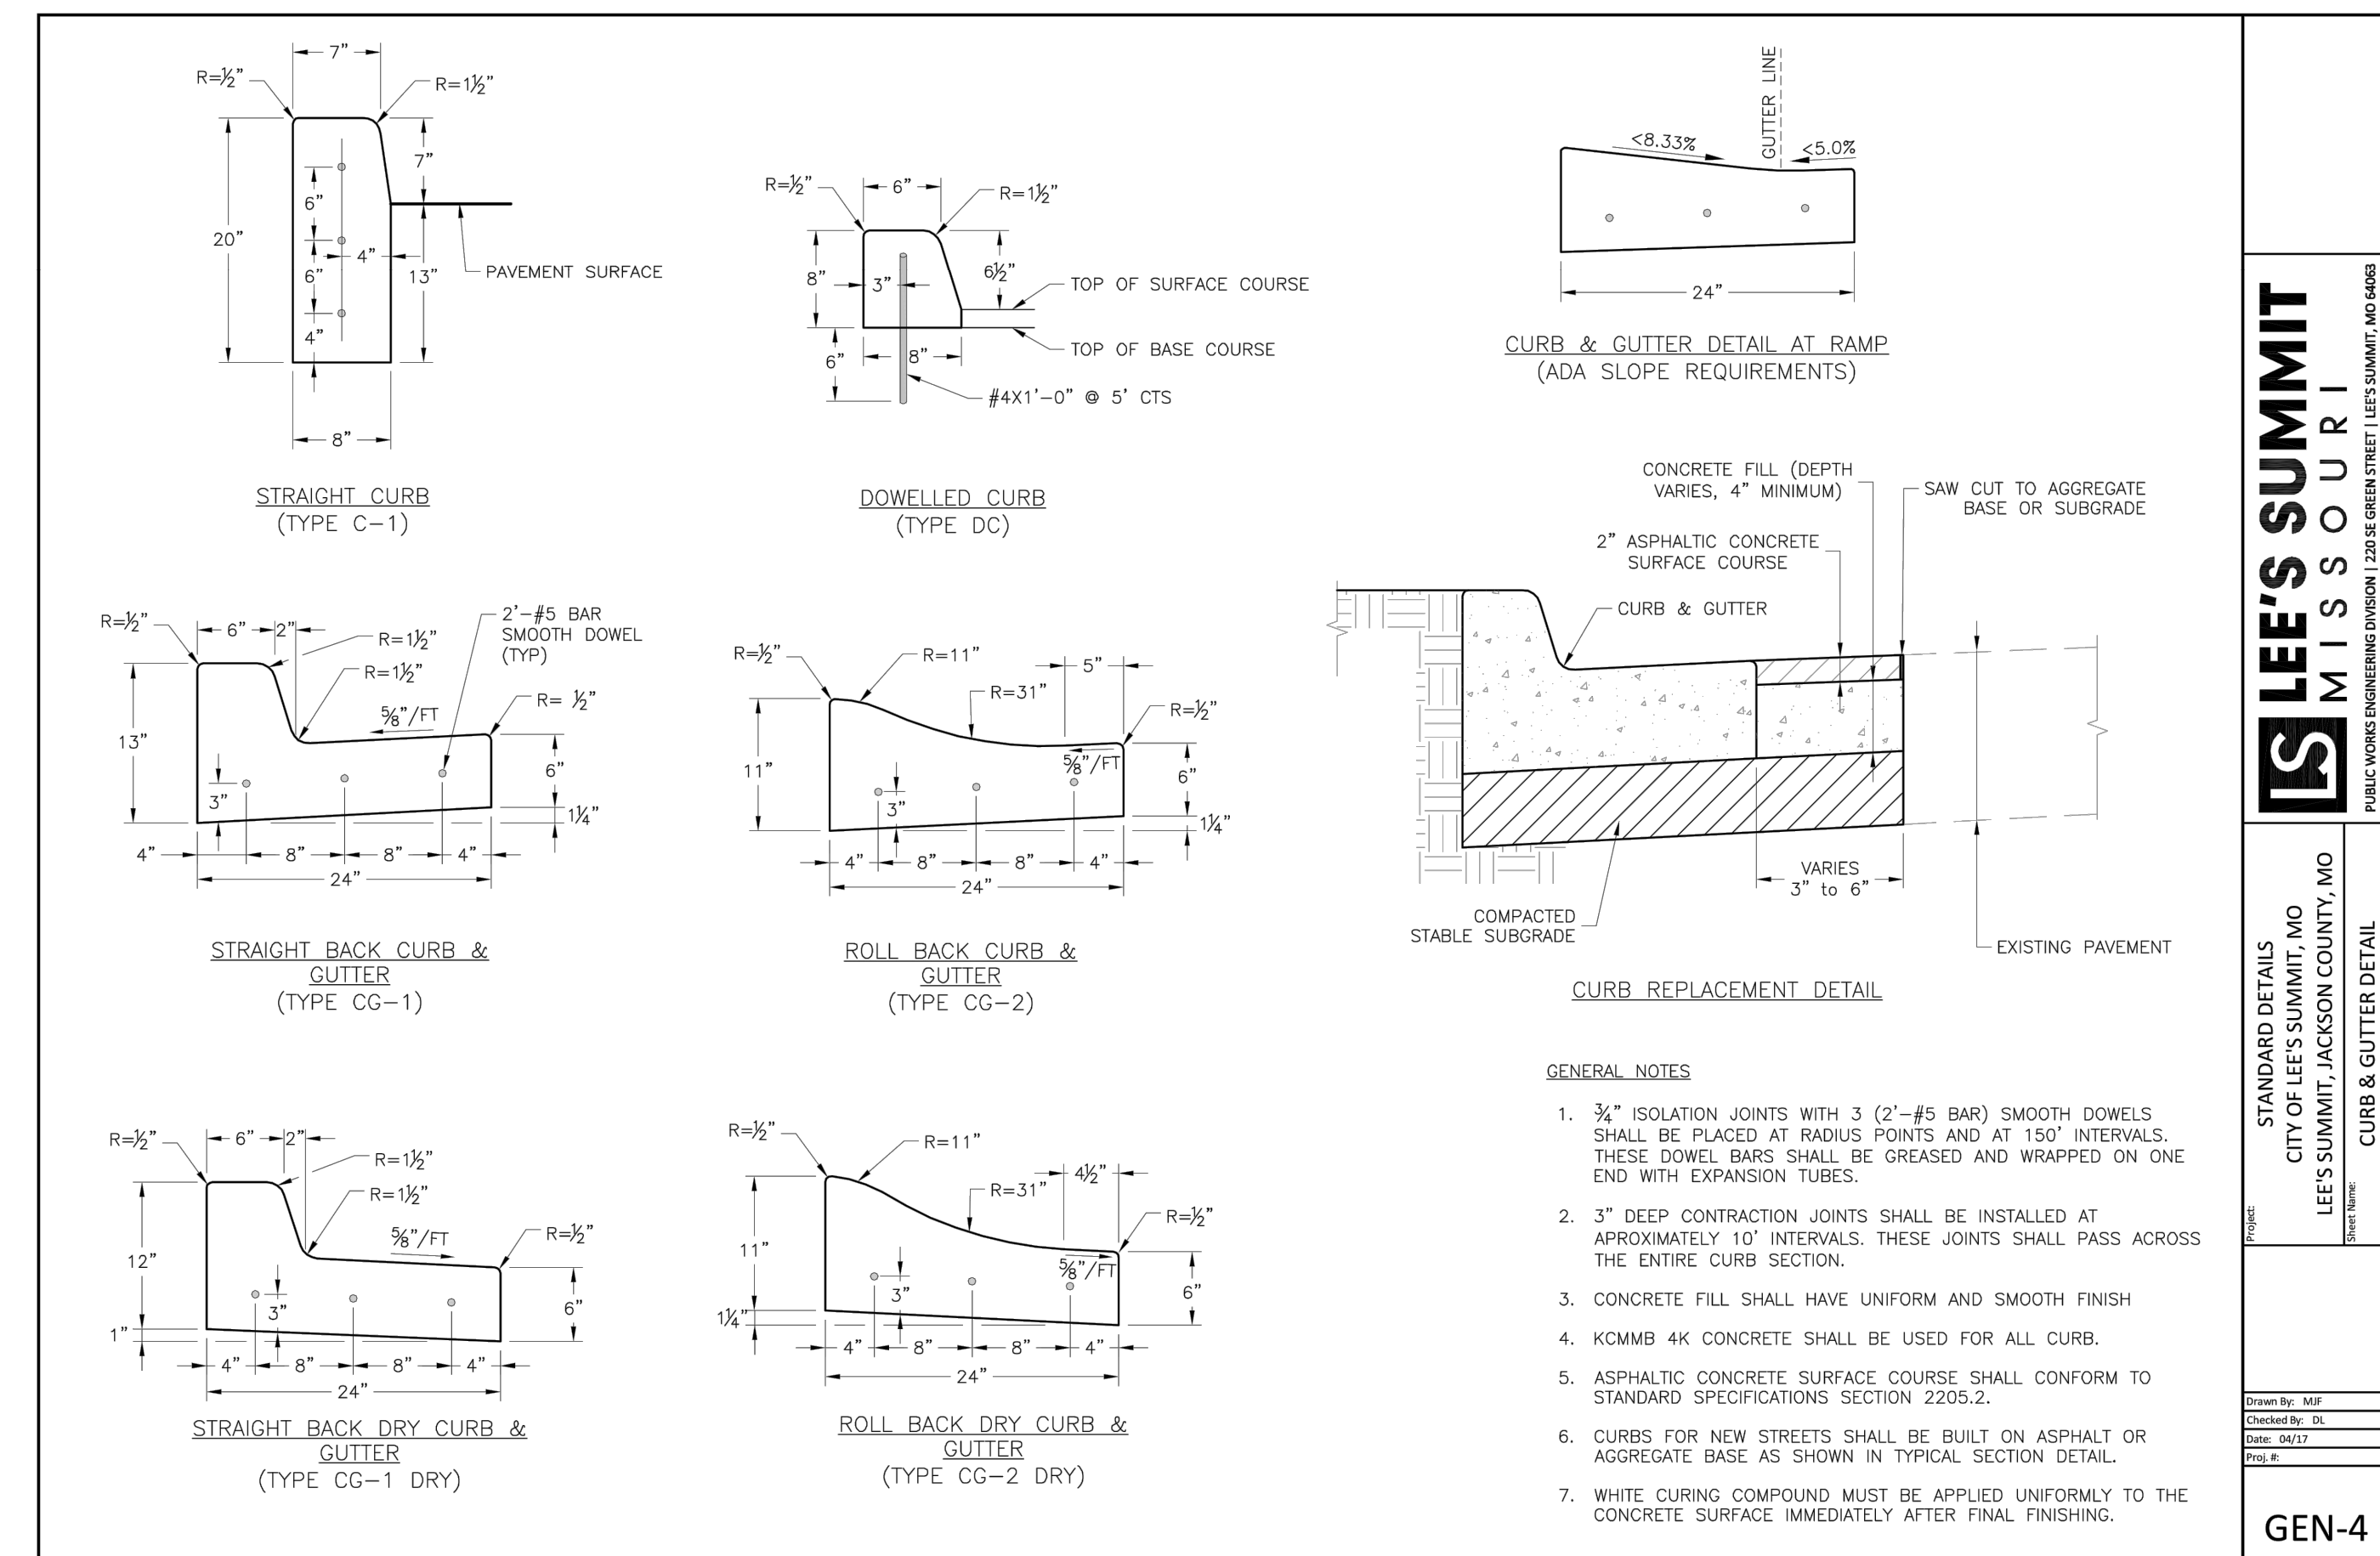 7”
R=½”
R=1½”
7”
6”
20”
4”
6”
13”
PAVEMENT SURFACE
4”
8”
STRAIGHT CURB
(TYPE C–1)
R=½”
6”
R=1½”
8”
3”
6½”
TOP OF SURFACE COURSE
TOP OF BASE COURSE
6”
8”
#4X1’–0” @ 5’ CTS
DOWELLED CURB
(TYPE DC)
GUTTER LINE
<8.33%
<5.0%
24”
CURB & GUTTER DETAIL AT RAMP
(ADA SLOPE REQUIREMENTS)
R=½”
6”
2”
R=1½”
R=1½”
2’–#5 BAR
SMOOTH DOWEL
(TYP)
R= ½”
⅝”/FT
13”
6”
3”
1¼”
4”
8”
8”
4”
24”
STRAIGHT BACK CURB &
GUTTER
(TYPE CG–1)
R=½”
R=11”
5”
R=31”
R=½”
⅝”/FT
11”
6”
3”
1¼”
4”
8”
8”
4”
24”
ROLL BACK CURB &
GUTTER
(TYPE CG–2)
CONCRETE FILL (DEPTH
VARIES, 4” MINIMUM)
SAW CUT TO AGGREGATE
BASE OR SUBGRADE
2” ASPHALTIC CONCRETE
SURFACE COURSE
CURB & GUTTER
VARIES
3” to 6”
COMPACTED
STABLE SUBGRADE
EXISTING PAVEMENT
CURB REPLACEMENT DETAIL
R=½”
6”
2”
R=1½”
R=1½”
⅝”/FT
R=½”
12”
3”
6”
1”
4”
8”
8”
4”
24”
STRAIGHT BACK DRY CURB &
GUTTER
(TYPE CG–1 DRY)
R=½”
R=11”
4½”
R=31”
R=½”
11”
⅝”/FT
3”
6”
1¼”
4”
8”
8”
4”
24”
ROLL BACK DRY CURB &
GUTTER
(TYPE CG–2 DRY)
GENERAL NOTES
1. ¾” ISOLATION JOINTS WITH 3 (2’–#5 BAR) SMOOTH DOWELS
SHALL BE PLACED AT RADIUS POINTS AND AT 150’ INTERVALS.
THESE DOWEL BARS SHALL BE GREASED AND WRAPPED ON ONE
END WITH EXPANSION TUBES.
2. 3” DEEP CONTRACTION JOINTS SHALL BE INSTALLED AT
APROXIMATELY 10’ INTERVALS. THESE JOINTS SHALL PASS ACROSS
THE ENTIRE CURB SECTION.
3. CONCRETE FILL SHALL HAVE UNIFORM AND SMOOTH FINISH
4. KCMMB 4K CONCRETE SHALL BE USED FOR ALL CURB.
5. ASPHALTIC CONCRETE SURFACE COURSE SHALL CONFORM TO
STANDARD SPECIFICATIONS SECTION 2205.2.
6. CURBS FOR NEW STREETS SHALL BE BUILT ON ASPHALT OR
AGGREGATE BASE AS SHOWN IN TYPICAL SECTION DETAIL.
7. WHITE CURING COMPOUND MUST BE APPLIED UNIFORMLY TO THE
CONCRETE SURFACE IMMEDIATELY AFTER FINAL FINISHING.
LS
LEE'S SUMMIT
MISSOURI
PUBLIC WORKS ENGINEERING DIVISION | 220 SE GREEN STREET | LEE'S SUMMIT, MO 64063
Project:
STANDARD DETAILS
CITY OF LEE'S SUMMIT, MO
LEE'S SUMMIT, JACKSON COUNTY, MO
Sheet Name:
CURB & GUTTER DETAIL
Drawn By: MJF
Checked By: DL
Date: 04/17
Proj. #:
GEN-4